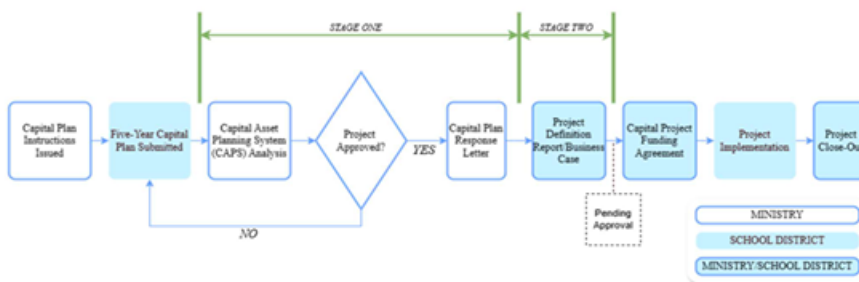 STAGE ONE
STAGE TWO
Capital Plan
Instructions
Issued
Five-Year Capital
Plan Submitted
Capital Asset
Planning System
(CAPS) Analysis
Project
Approved?
YES
Capital Plan
Response
Letter
Project
Definition
Report/Business
Case
Capital Project
Funding
Agreement
Project
Implementation
Project
Close-Ou
NO
Pending
Approval
MINISTRY
SCHOOL DISTRICT
MINISTRY/SCHOOL DISTRICT